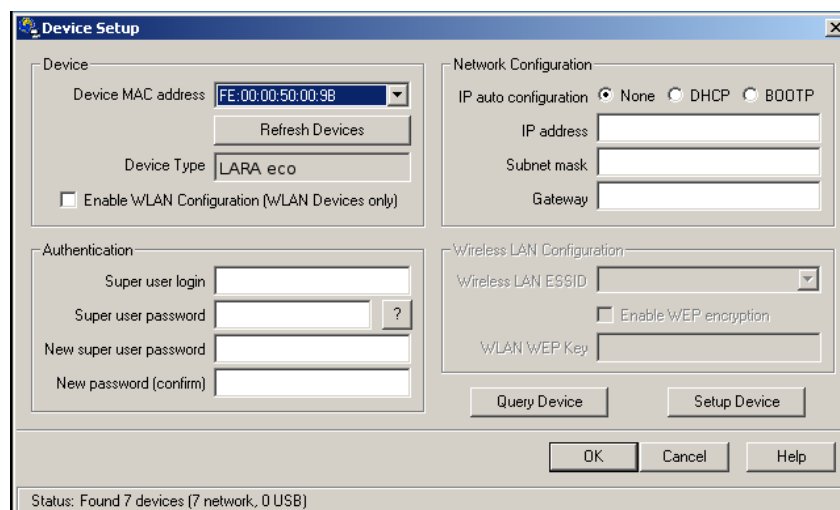 Device Setup
Device
Device MAC address FE:00:00:50:00:9B
Refresh Devices
Device Type LARA eco
Enable WLAN Configuration (WLAN Devices only)
Network Configuration
IP auto configuration None DHCP BOOTP
IP address
Subnet mask
Gateway
Authentication
Super user login
Super user password ?
New super user password
New password (confirm)
Wireless LAN Configuration
Wireless LAN ESSID
Enable WEP encryption
WLAN WEP Key
Query Device Setup Device
OK Cancel Help
Status: Found 7 devices (7 network, 0 USB)